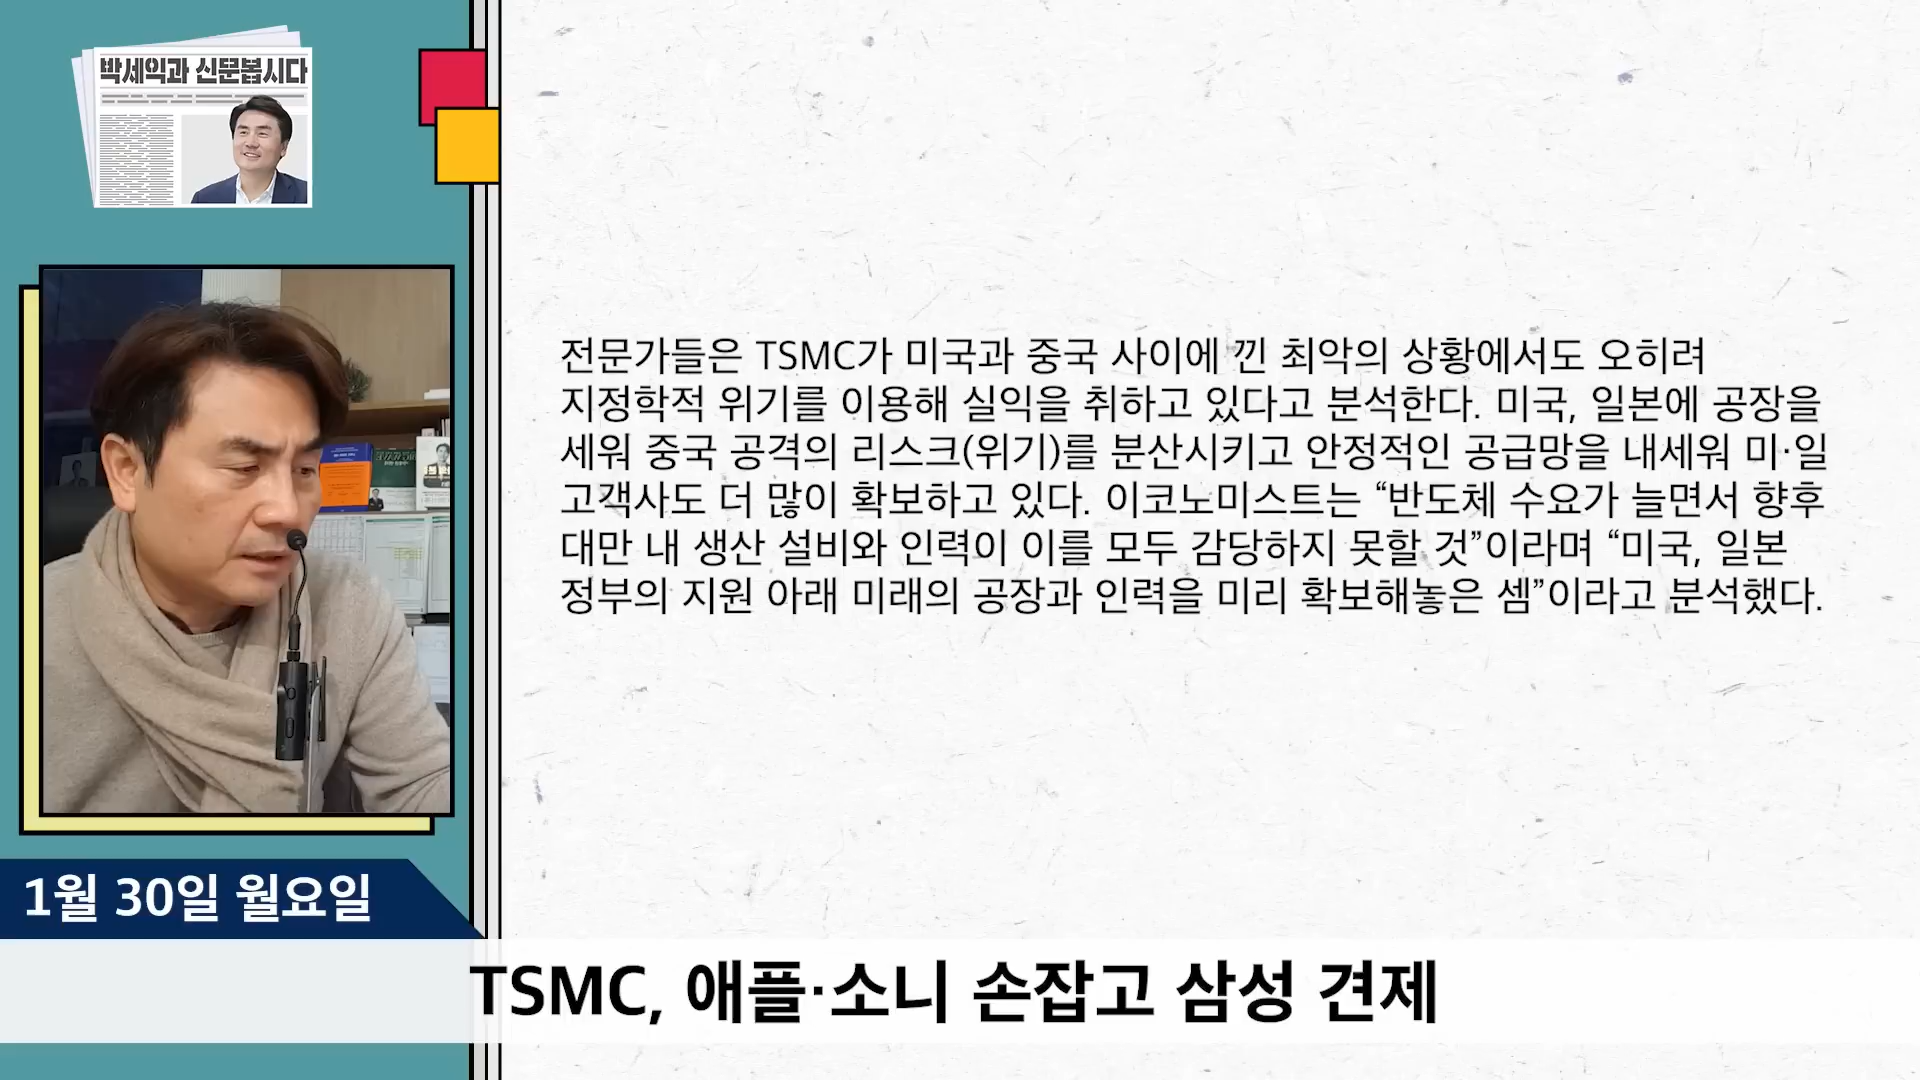 박세익과 신문봅시다
전문가들은 TSMC가 미국과 중국 사이에 낀 최악의 상황에서도 오히려
지정학적 위기를 이용해 실익을 취하고 있다고 분석한다. 미국, 일본에 공장을
세워 중국 공격의 리스크(위기)를 분산시키고 안정적인 공급망을 내세워 미·일
고객사도 더 많이 확보하고 있다. 이코노미스트는 “반도체 수요가 늘면서 향후
대만 내 생산 설비와 인력이 이를 모두 감당하지 못할 것”이라며 “미국, 일본
정부의 지원 아래 미래의 공장과 인력을 미리 확보해놓은 셈”이라고 분석했다.
1월 30일 월요일
TSMC, 애플·소니 손잡고 삼성 견제